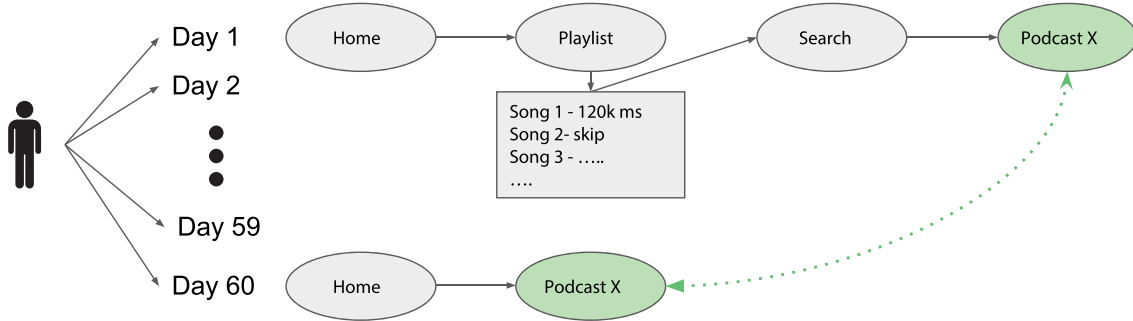 Day 1
Home
Playlist
Search
Podcast X
Day 2
Song 1 - 120k ms
Song 2- skip
Song 3 - .....
....
Day 59
Day 60
Home
Podcast X